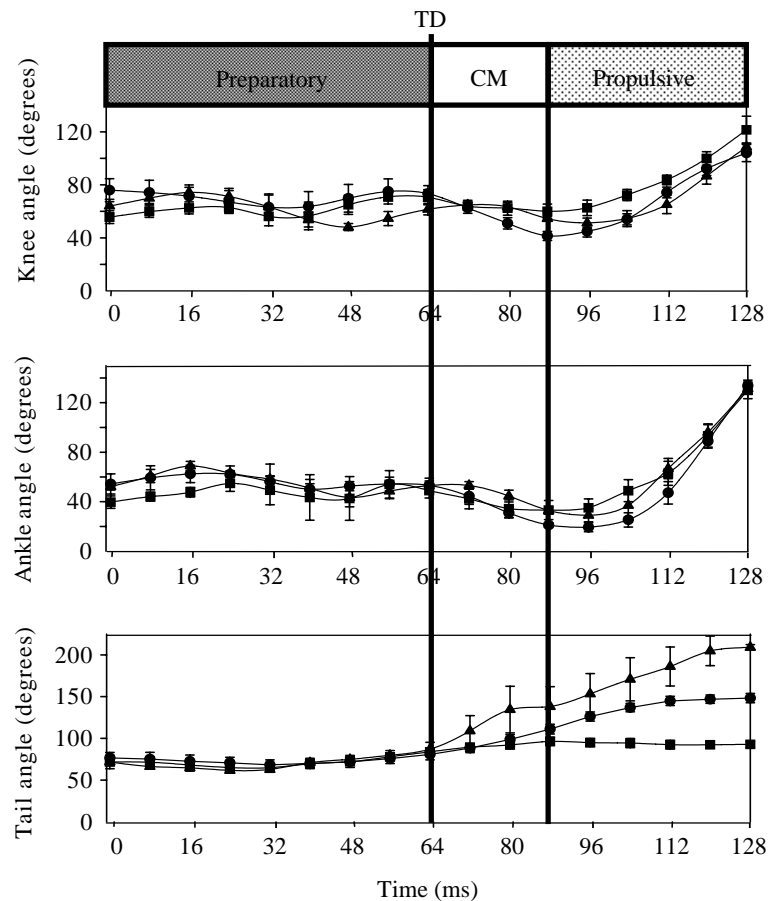 TD
Preparatory CM Propulsive
Knee angle (degrees)
120
80
40
0
0 16 32 48 64 80 96 112 128
Ankle angle (degrees)
120
80
40
0
0 16 32 48 64 80 96 112 128
Tail angle (degrees)
200
150
100
50
0
0 16 32 48 64 80 96 112 128
Time (ms)